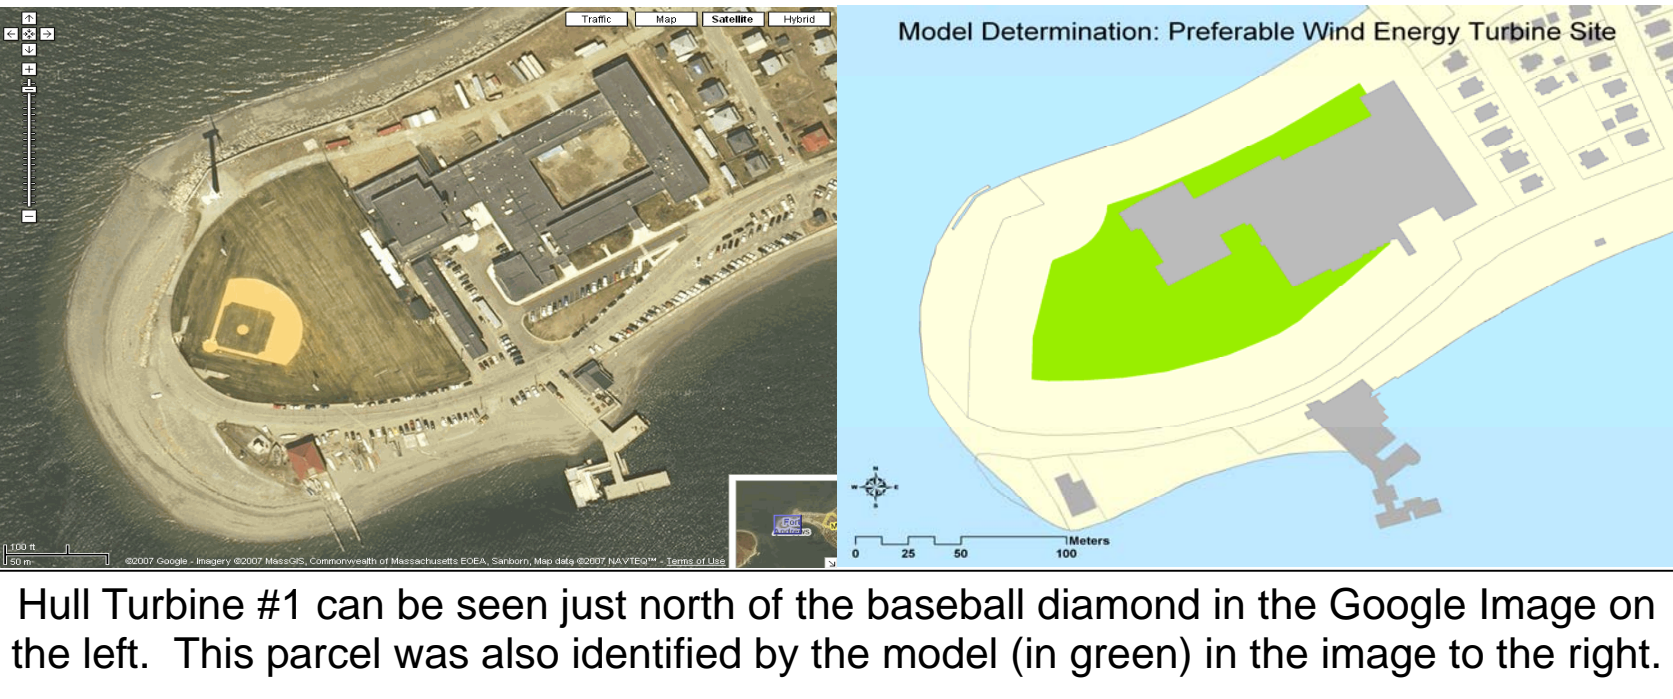 Traffic Map Satellite Hybrid
Model Determination: Preferable Wind Energy Turbine Site
Fort
Andrews
N
W E
S
100 ft
50 m
©2007 Google - Imagery ©2007 MassGIS, Commonwealth of Massachusetts EOEA, Sanborn, Map data ©2007 NAVTEQ™ - Terms of Use
Meters
0 25 50 100
Hull Turbine #1 can be seen just north of the baseball diamond in the Google Image on
the left. This parcel was also identified by the model (in green) in the image to the right.